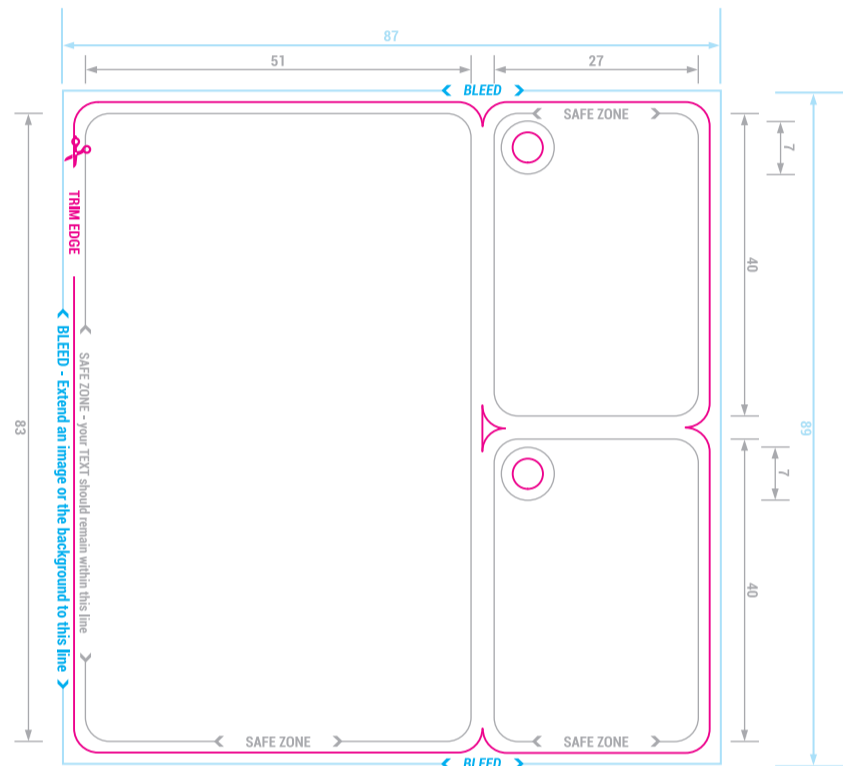 87
51
27
BLEED
SAFE ZONE
7
TRIM EDGE
40
BLEED - Extend an image or the background to this line
SAFE ZONE - your TEXT should remain within this line
83
89
7
40
SAFE ZONE
SAFE ZONE
BLEED